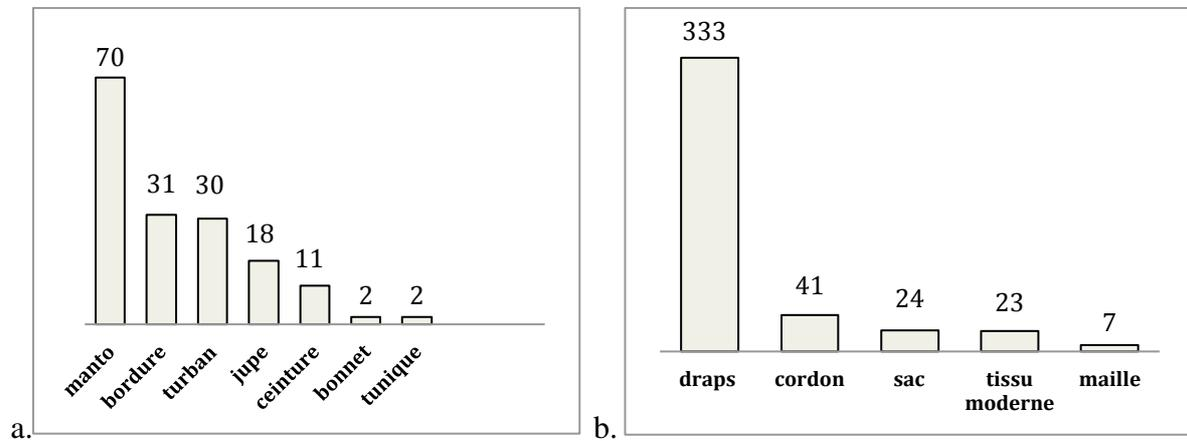 70
31 30
18
11
2 2
manto bordure turban jupe ceinture bonnet tunique
a.
333
41
24
23
7
draps cordon sac tissu moderne maille
b.